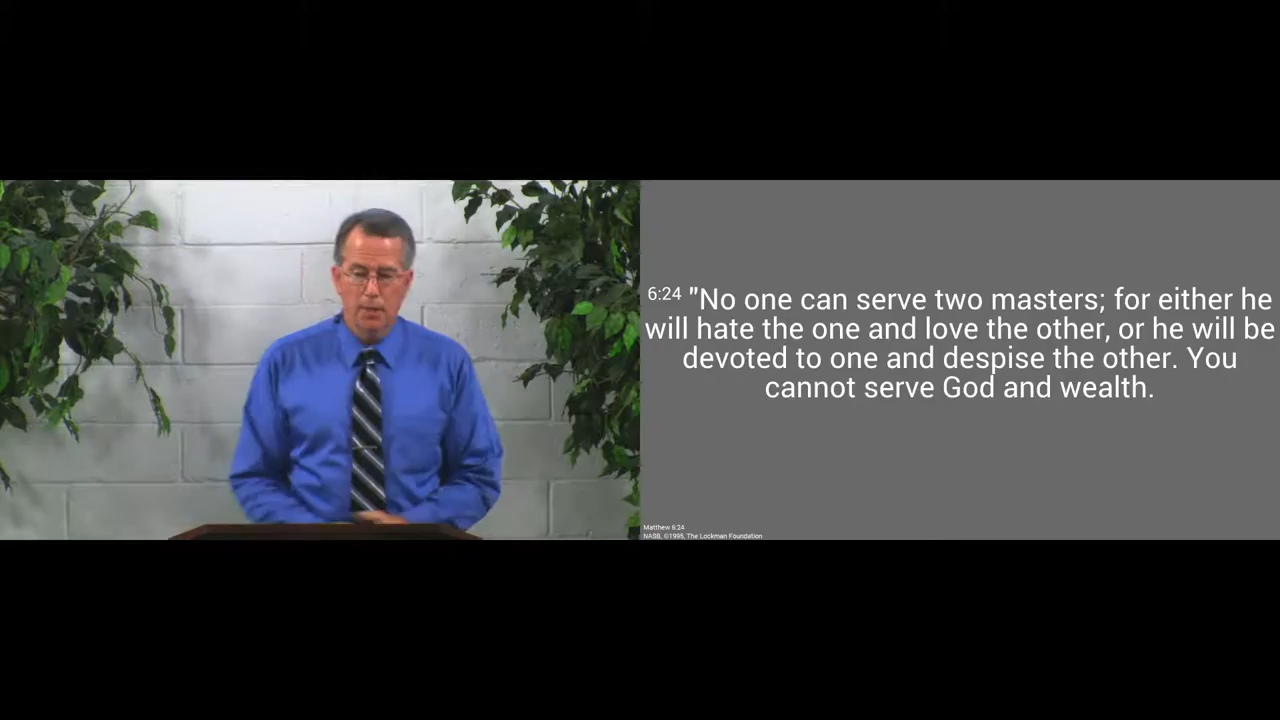 6:24 "No one can serve two masters; for either he
will hate the one and love the other, or he will be
devoted to one and despise the other. You
cannot serve God and wealth.
Matthew 6:24
NASB, ©1995, The Lockman Foundation